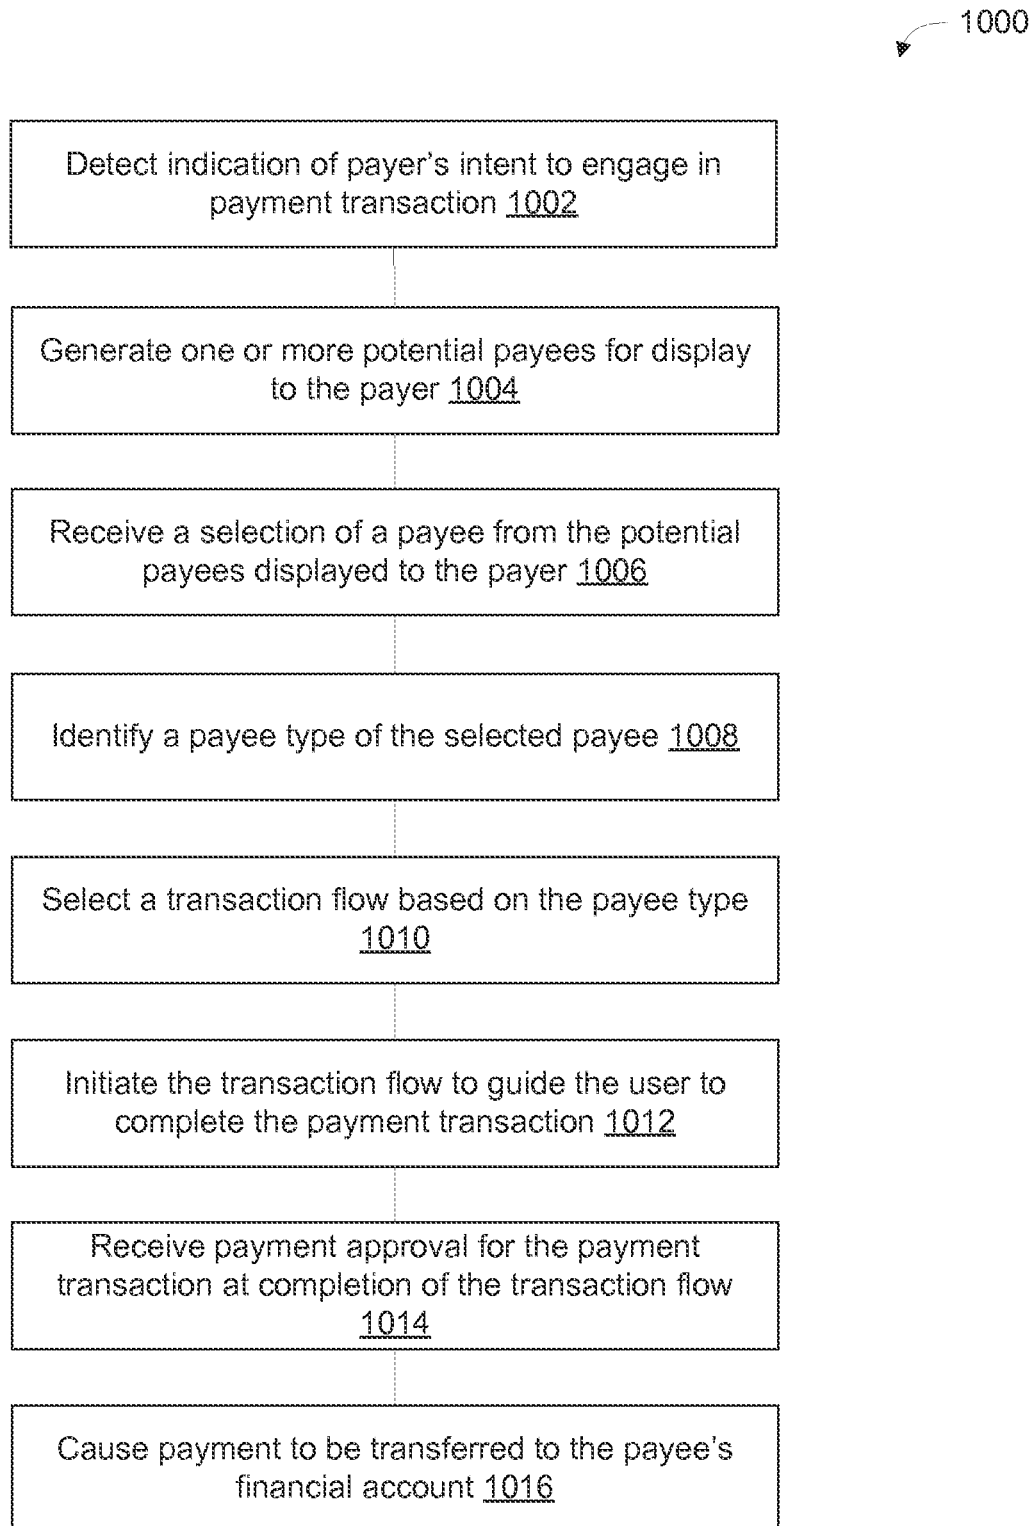 1000
Detect indication of payer's intent to engage in
payment transaction 1002
Generate one or more potential payees for display
to the payer 1004
Receive a selection of a payee from the potential
payees displayed to the payer 1006
Identify a payee type of the selected payee 1008
Select a transaction flow based on the payee type
1010
Initiate the transaction flow to guide the user to
complete the payment transaction 1012
Receive payment approval for the payment
transaction at completion of the transaction flow
1014
Cause payment to be transferred to the payee's
financial account 1016